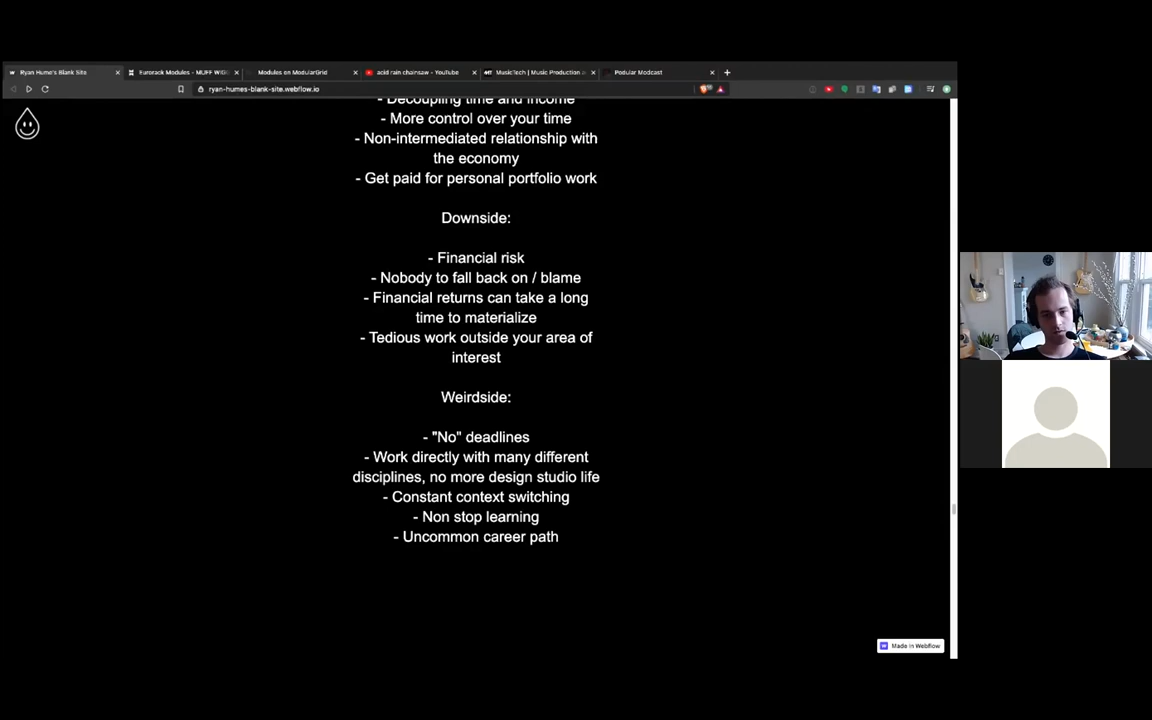 Ryan Hume's Blank Site
Eurorack Modules - MUFF WIG
Modules on ModularGrid
acid rain chainsaw - YouTube
MusicTech | Music Production a
Podular Modcast
ryan-humes-blank-site.webflow.io
- Decoupling time and income
- More control over your time
- Non-intermediated relationship with
the economy
- Get paid for personal portfolio work
Downside:
- Financial risk
- Nobody to fall back on / blame
- Financial returns can take a long
time to materialize
- Tedious work outside your area of
interest
Weirdside:
- "No" deadlines
- Work directly with many different
disciplines, no more design studio life
- Constant context switching
- Non stop learning
- Uncommon career path
Made in Webflow